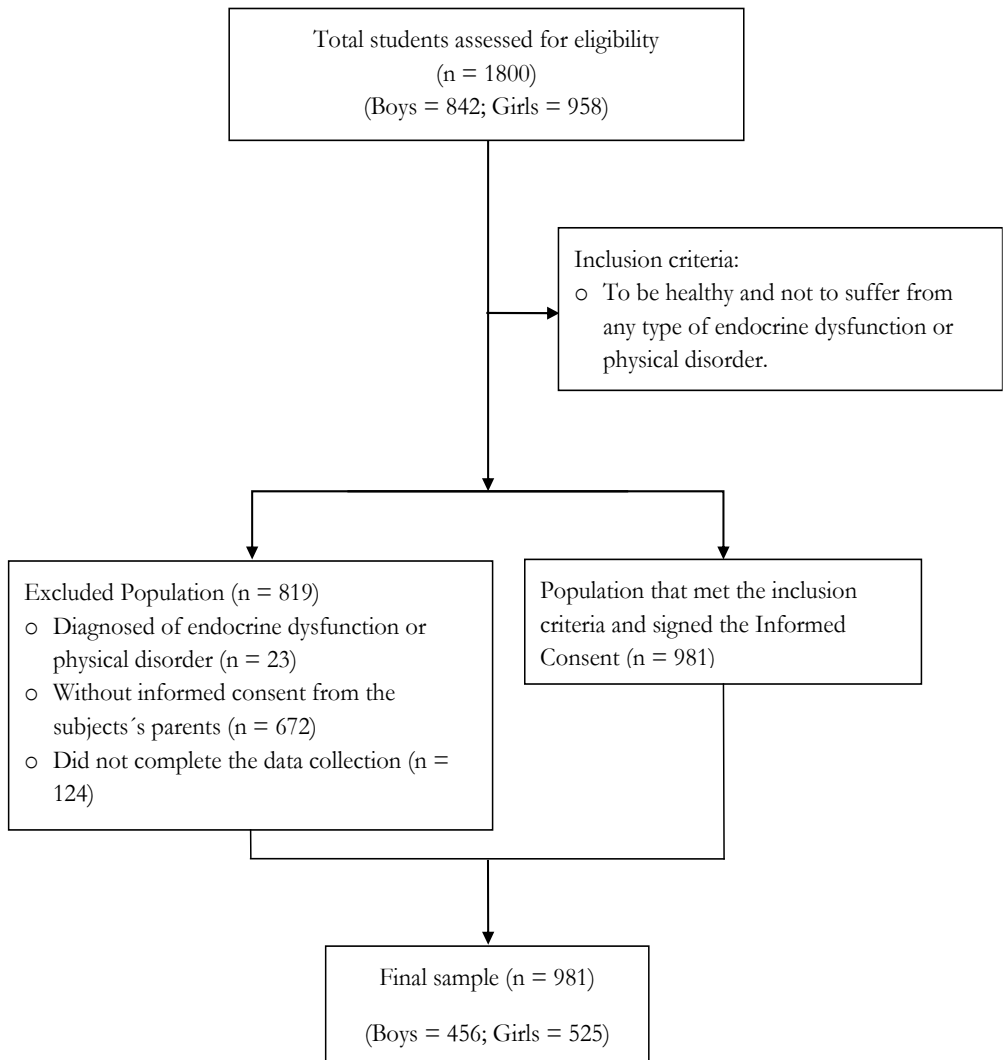 Total students assessed for eligibility
(n = 1800)
(Boys = 842; Girls = 958)
Inclusion criteria:
o To be healthy and not to suffer from
any type of endocrine dysfunction or
physical disorder.
Excluded Population (n = 819)
o Diagnosed of endocrine dysfunction or
physical disorder (n = 23)
o Without informed consent from the
subjects´s parents (n = 672)
o Did not complete the data collection (n =
124)
Population that met the inclusion
criteria and signed the Informed
Consent (n = 981)
Final sample (n = 981)
(Boys = 456; Girls = 525)